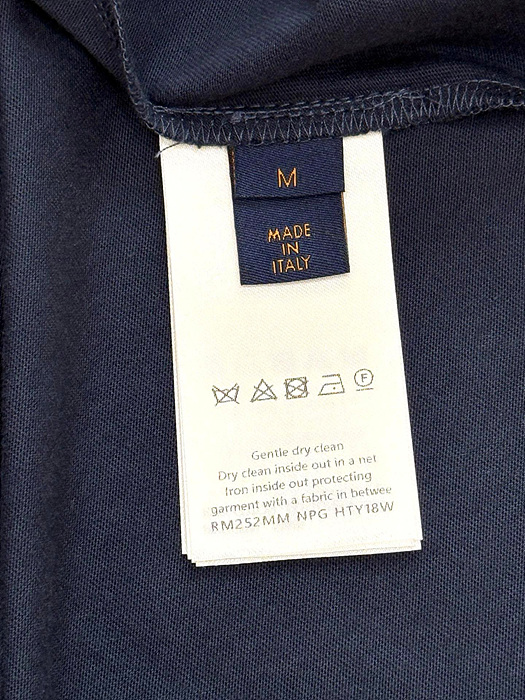 M
MADE
IN
ITALY
F
Gentle dry clean
Dry clean inside out in a net
Iron inside out protecting
garment with a fabric in betwee
RM252MM NPG HTY18W